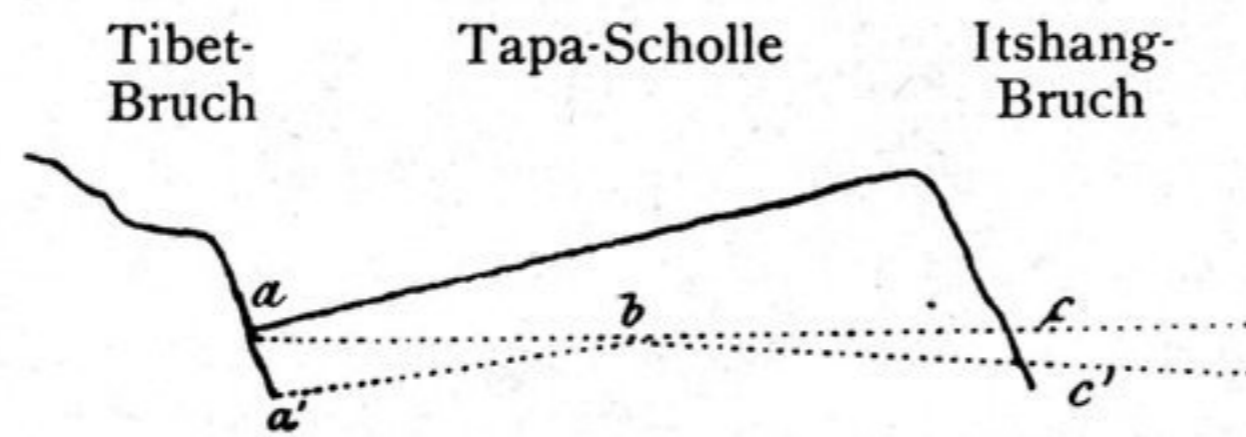 Tibet-
Bruch
Tapa-Scholle
Itshang-
Bruch
a
b
c
a'
c'